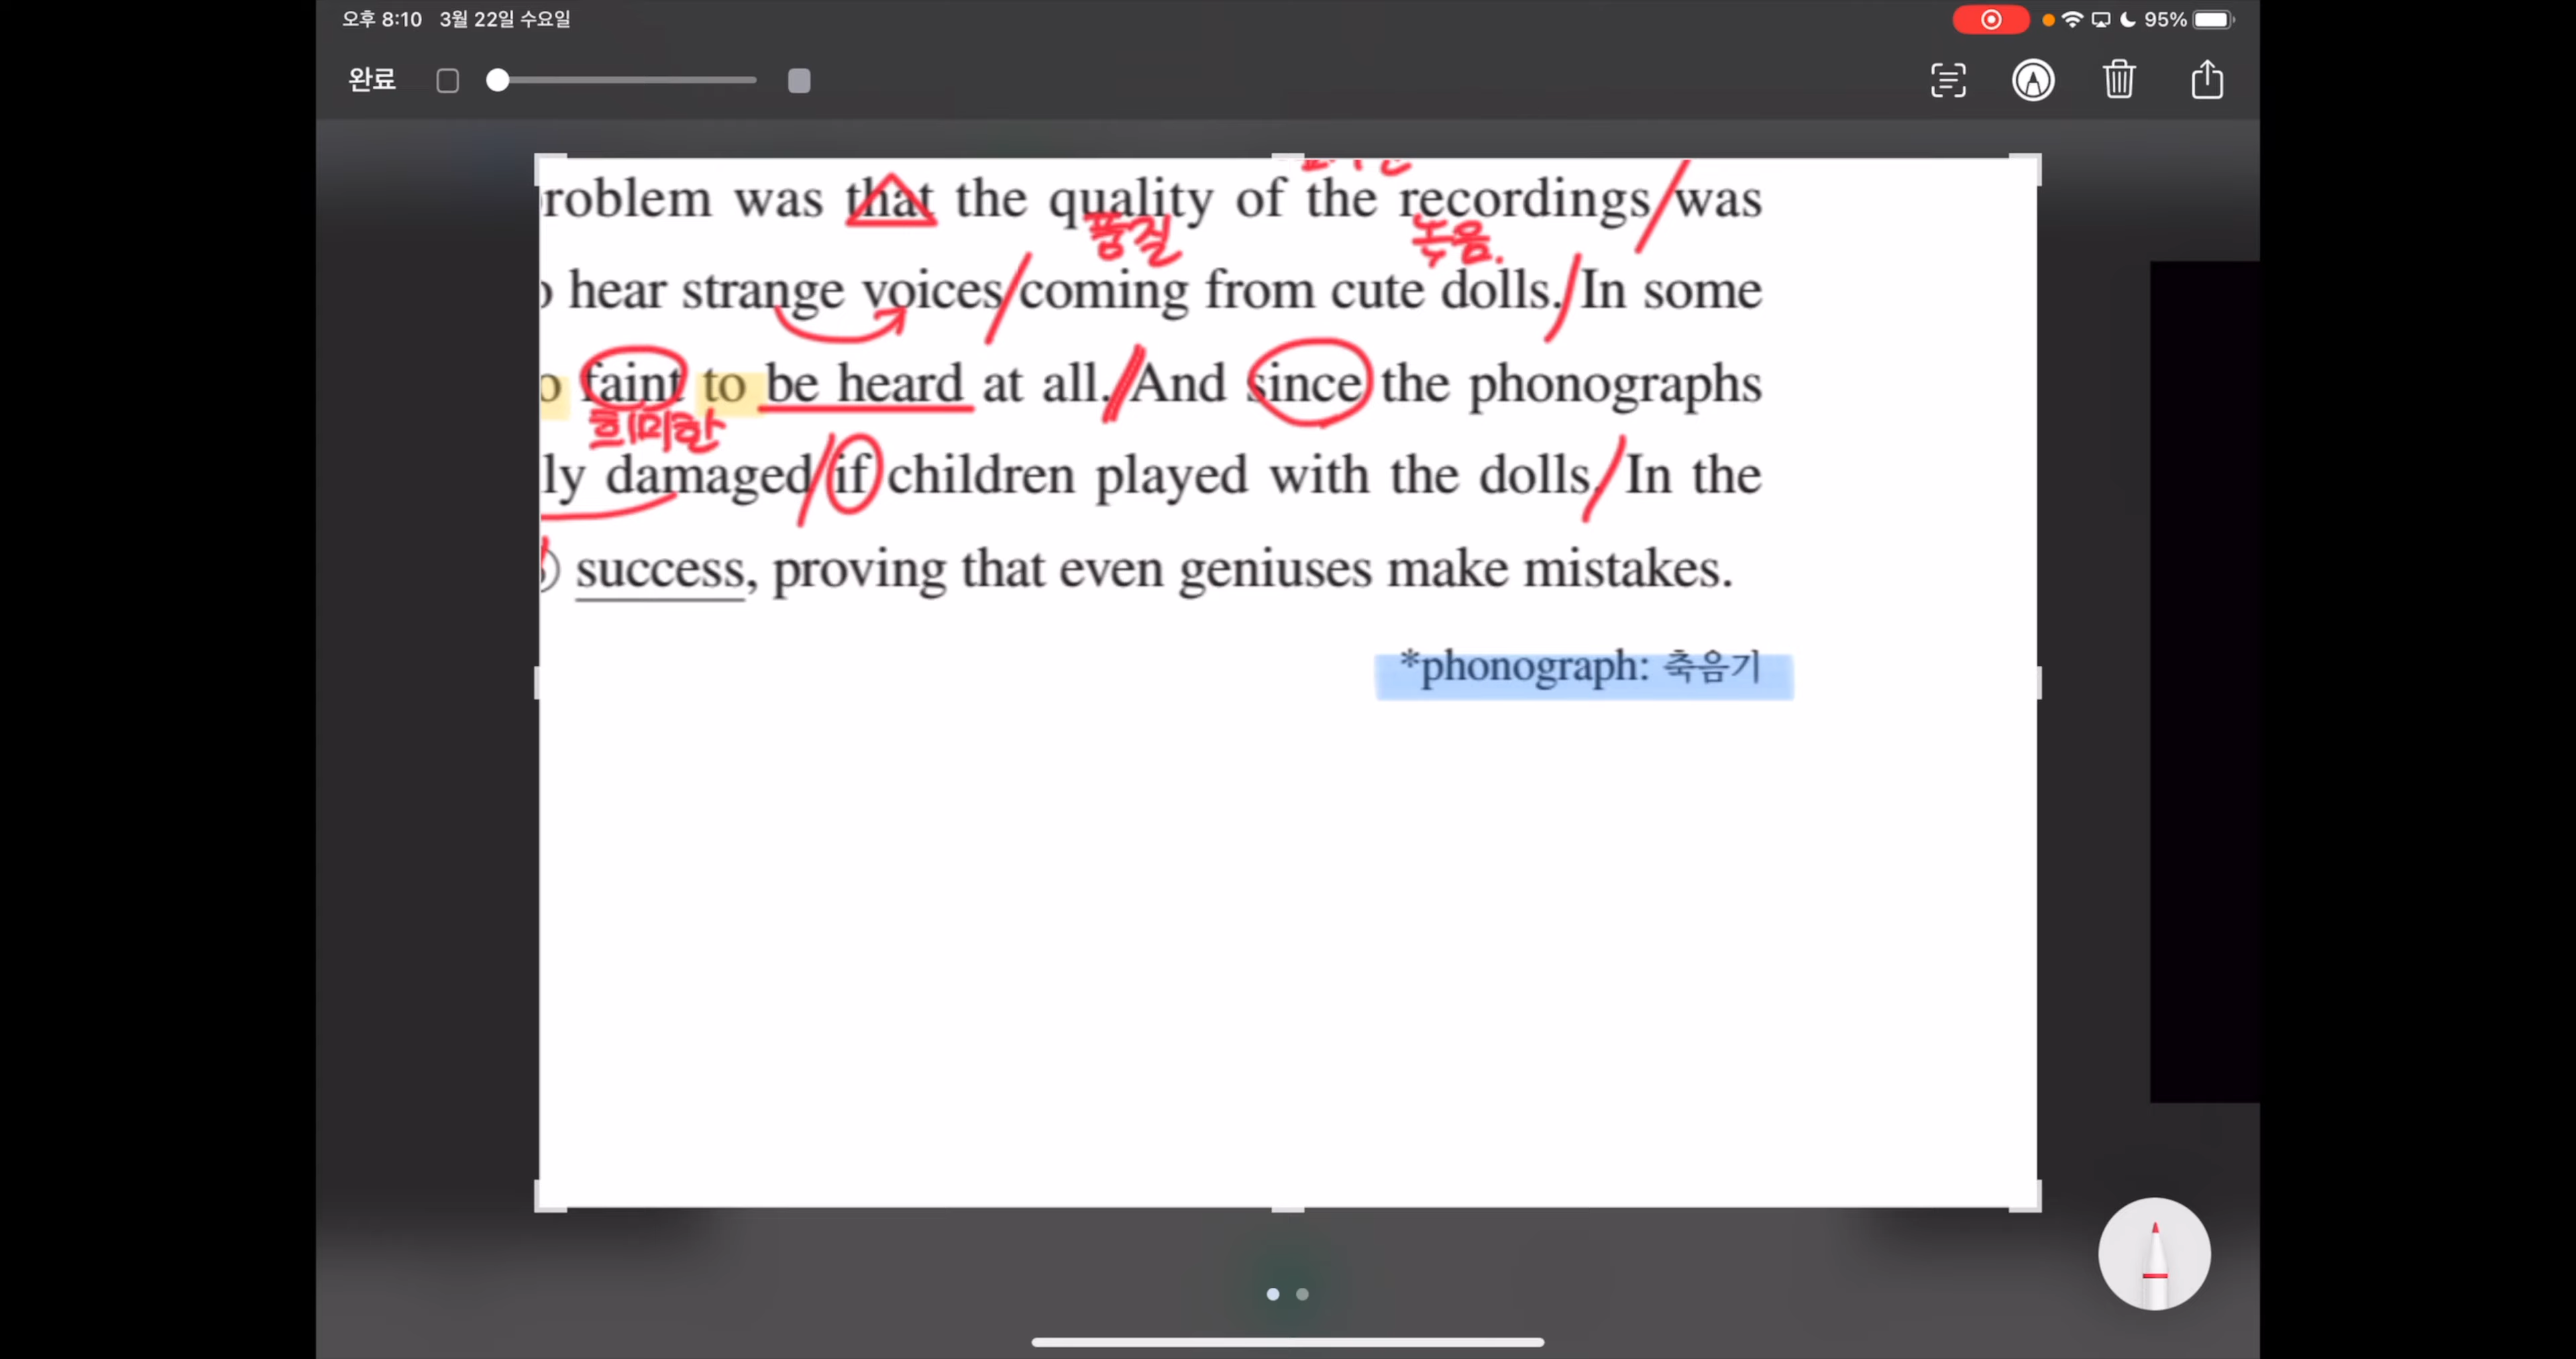 오후 8:10 3월 22일 수요일
95%
완료
roblem was that the quality of the recordings was
품질 녹음.
hear strange voices coming from cute dolls. In some
faint to be heard at all. And since the phonographs
희미한
ly damaged if children played with the dolls. In the
success, proving that even geniuses make mistakes.
*phonograph: 축음기